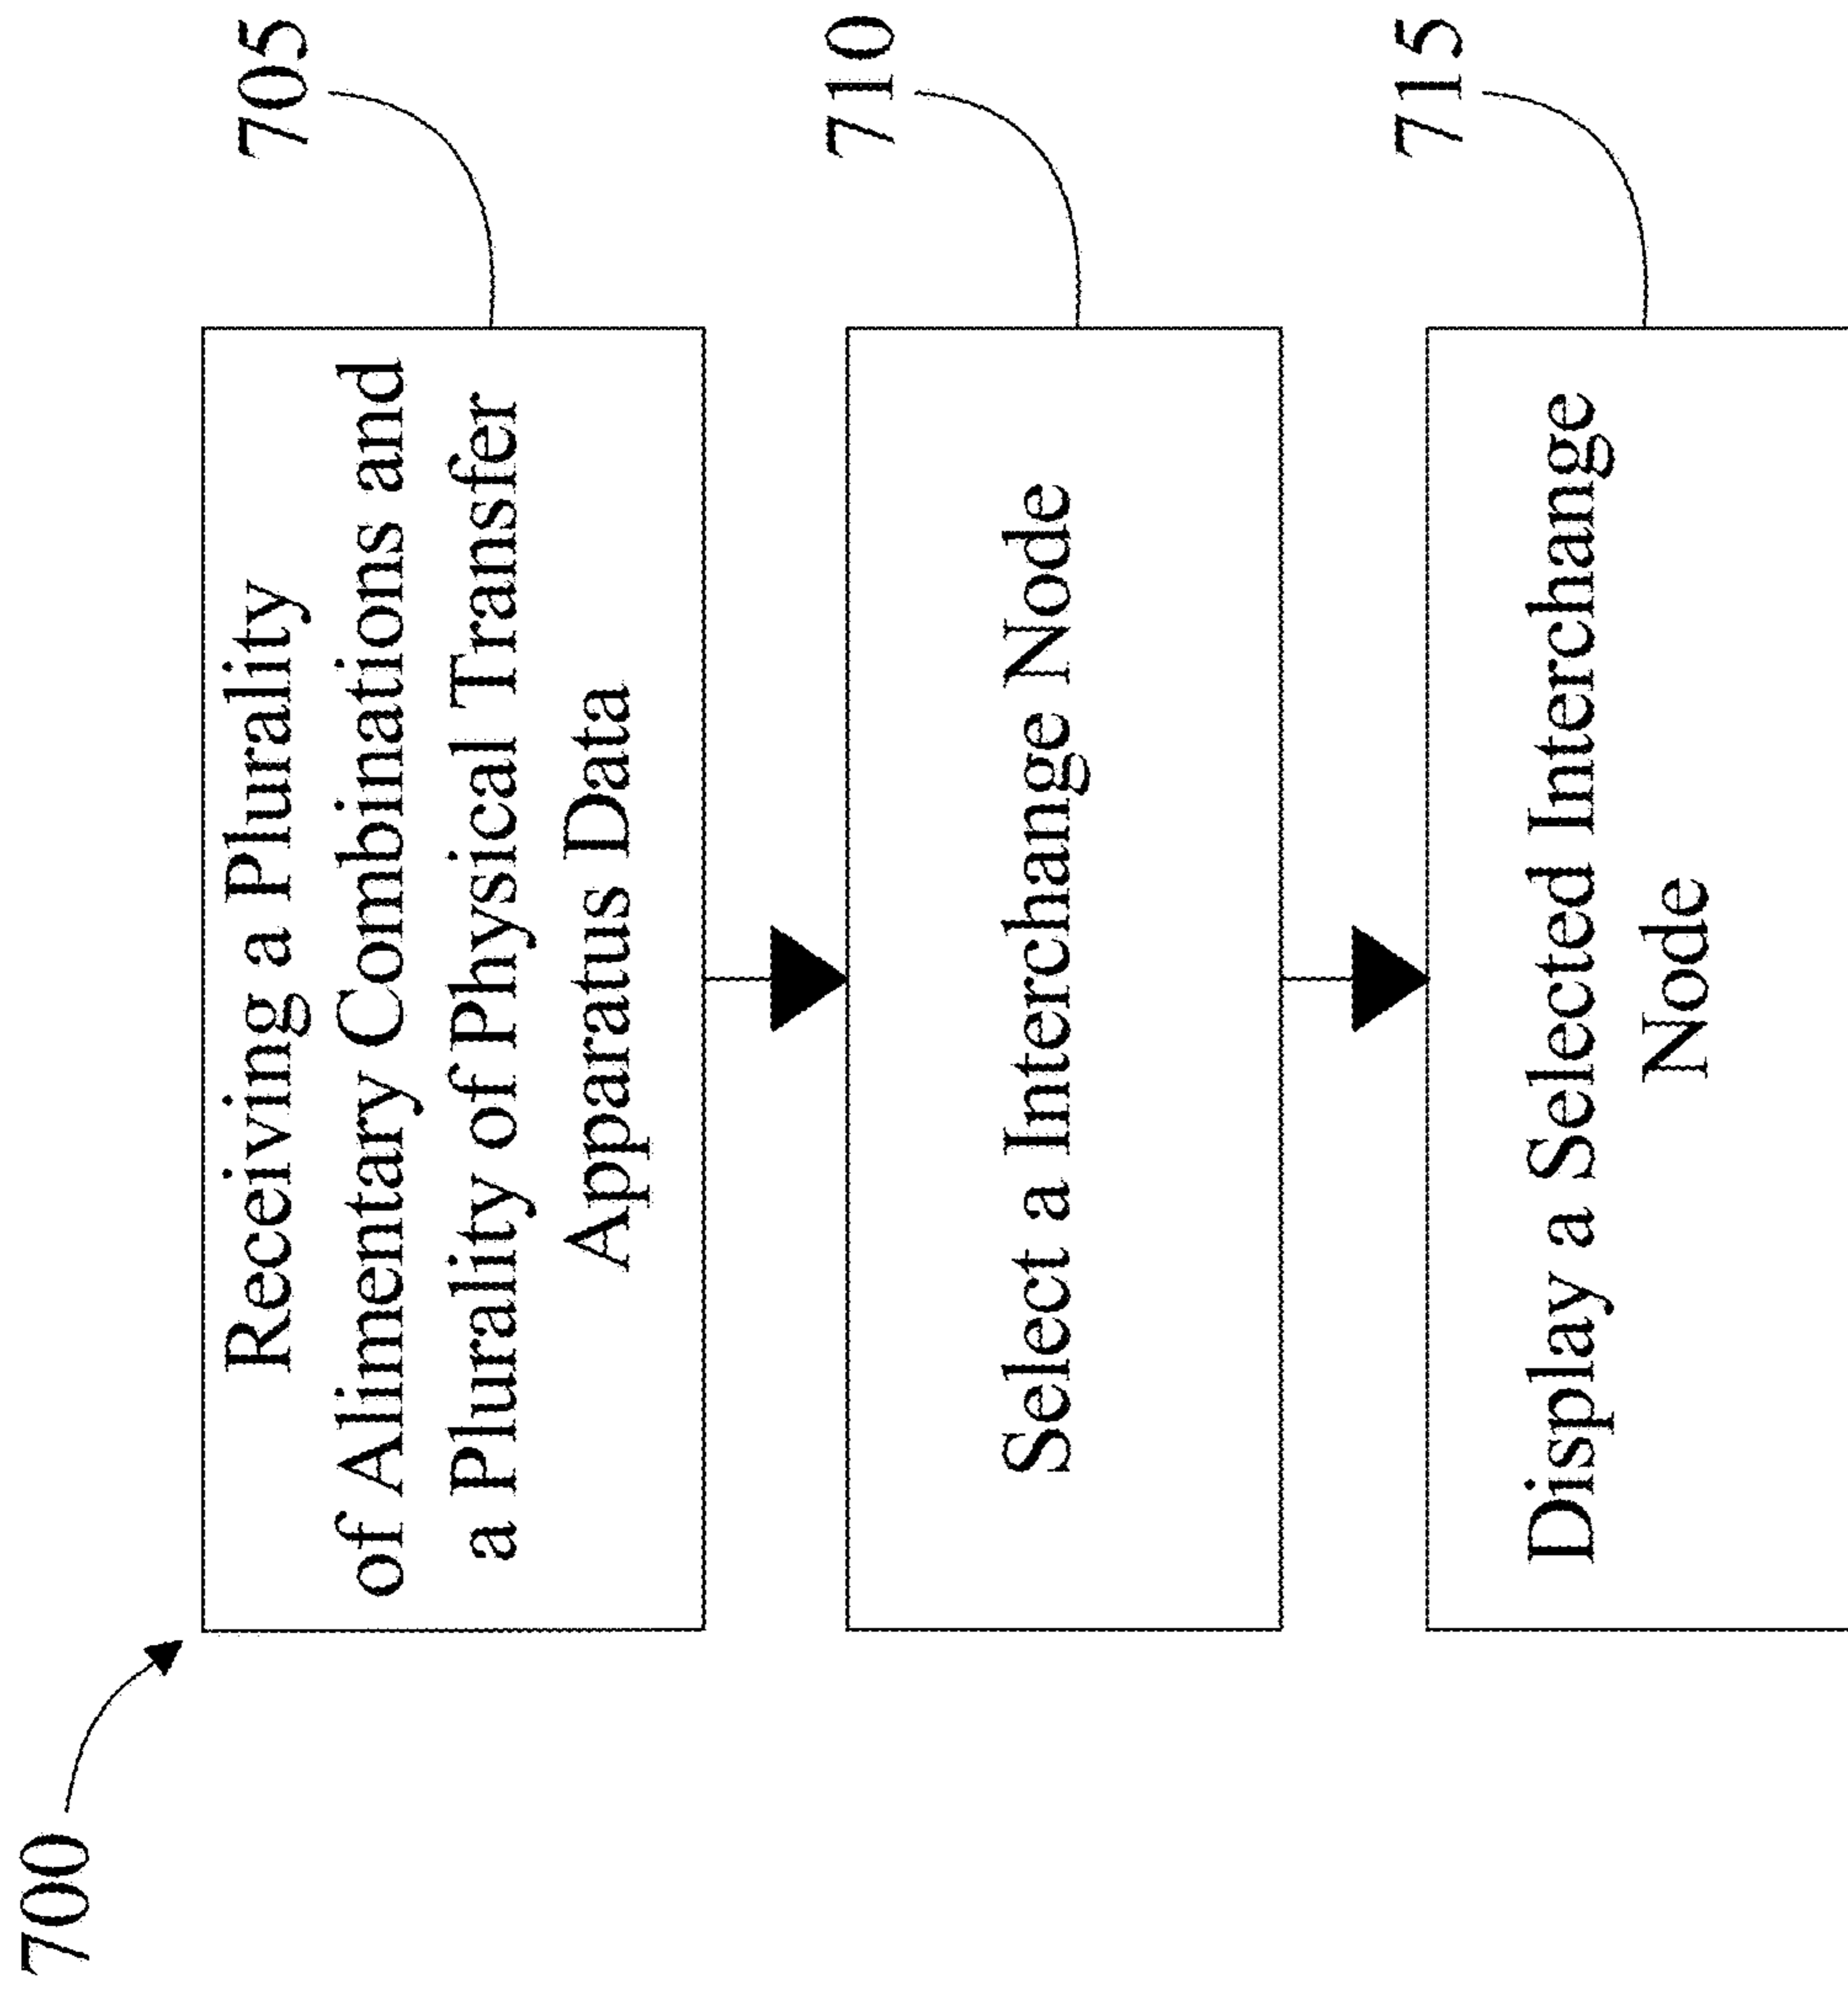 700
705
Receiving a Plurality
of Alimentary Combinations and
a Plurality of Physical Transfer
Apparatus Data
710
Select a Interchange Node
715
Display a Selected Interchange
Node